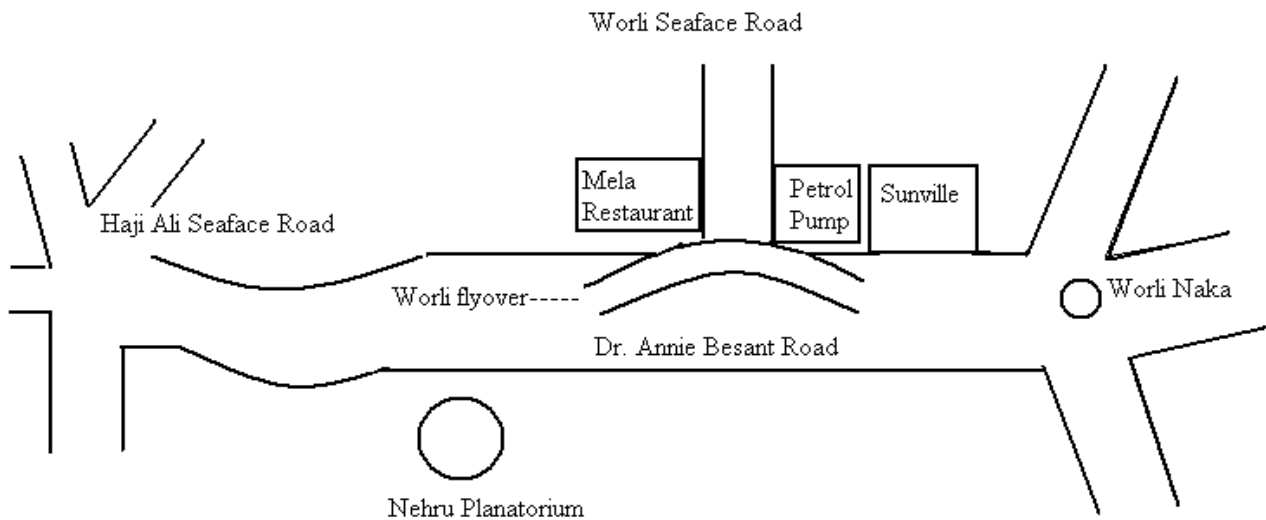 Worli Seaface Road
Mela
Restaurant
Petrol
Pump
Sunville
Haji Ali Seaface Road
Worli flyover-----
Worli Naka
Dr. Annie Besant Road
Nehru Planatorium